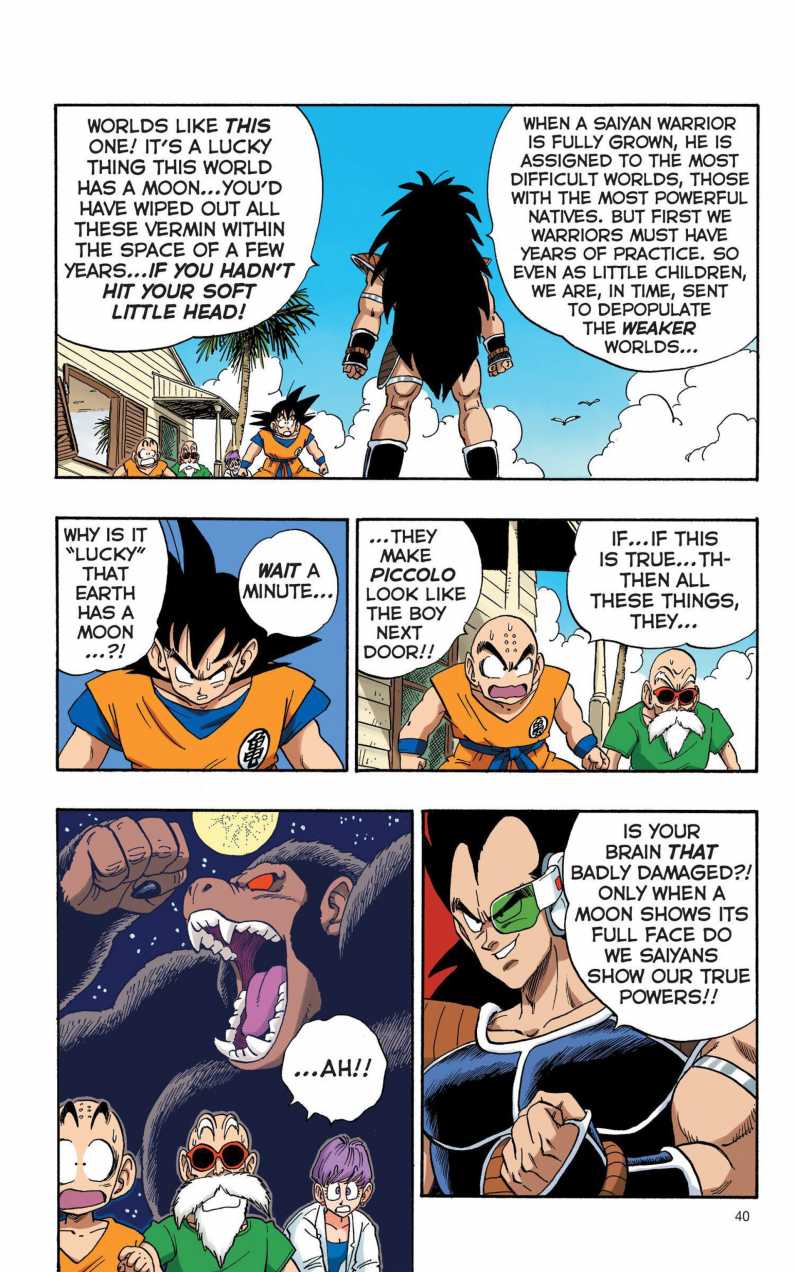 WHEN A SAIYAN WARRIOR
IS FULLY GROWN, HE IS
ASSIGNED TO THE MOST
DIFFICULT WORLDS, THOSE
WITH THE MOST POWERFUL
NATIVES. BUT FIRST WE
WARRIORS MUST HAVE
YEARS OF PRACTICE. SO
EVEN AS LITTLE CHILDREN,
WE ARE, IN TIME, SENT
TO DEPOPULATE
THE WEAKER
WORLDS...
WORLDS LIKE THIS
ONE! IT'S A LUCKY
THING THIS WORLD
HAS A MOON...YOU'D
HAVE WIPED OUT ALL
THESE VERMIN WITHIN
THE SPACE OF A FEW
YEARS...IF YOU HADN'T
HIT YOUR SOFT
LITTLE HEAD!
IF...IF THIS
IS TRUE...TH-
THEN ALL
THESE THINGS,
THEY...
...THEY
MAKE
PICCOLO
LOOK LIKE
THE BOY
NEXT
DOOR!!
亀
WAIT A
MINUTE...
WHY IS IT
"LUCKY"
THAT
EARTH
HAS A
MOON
...?!
亀
IS YOUR
BRAIN THAT
BADLY DAMAGED?!
ONLY WHEN A
MOON SHOWS ITS
FULL FACE DO
WE SAIYANS
SHOW OUR TRUE
POWERS!!
...AH!!
40